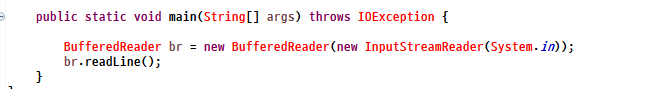 public static void main(String[] args) throws IOException {
BufferedReader br = new BufferedReader(new InputStreamReader(System.in));
br.readLine();
}
}